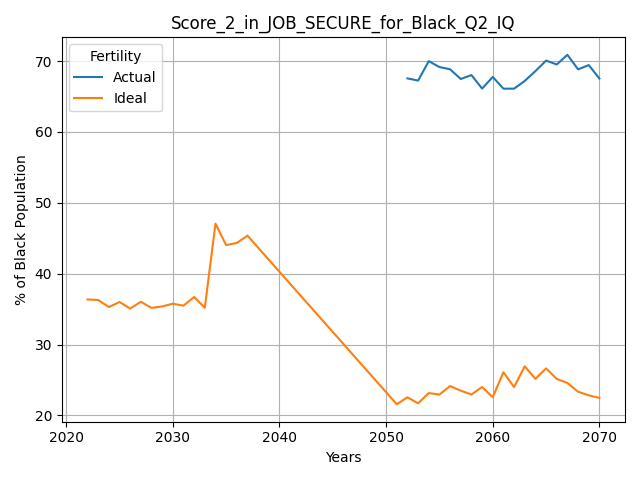 Score_2_in_JOB_SECURE_for_Black_Q2_IQ
Fertility
Actual
Ideal
% of Black Population
70
60
50
40
30
20
2020 2030 2040 2050 2060 2070
Years